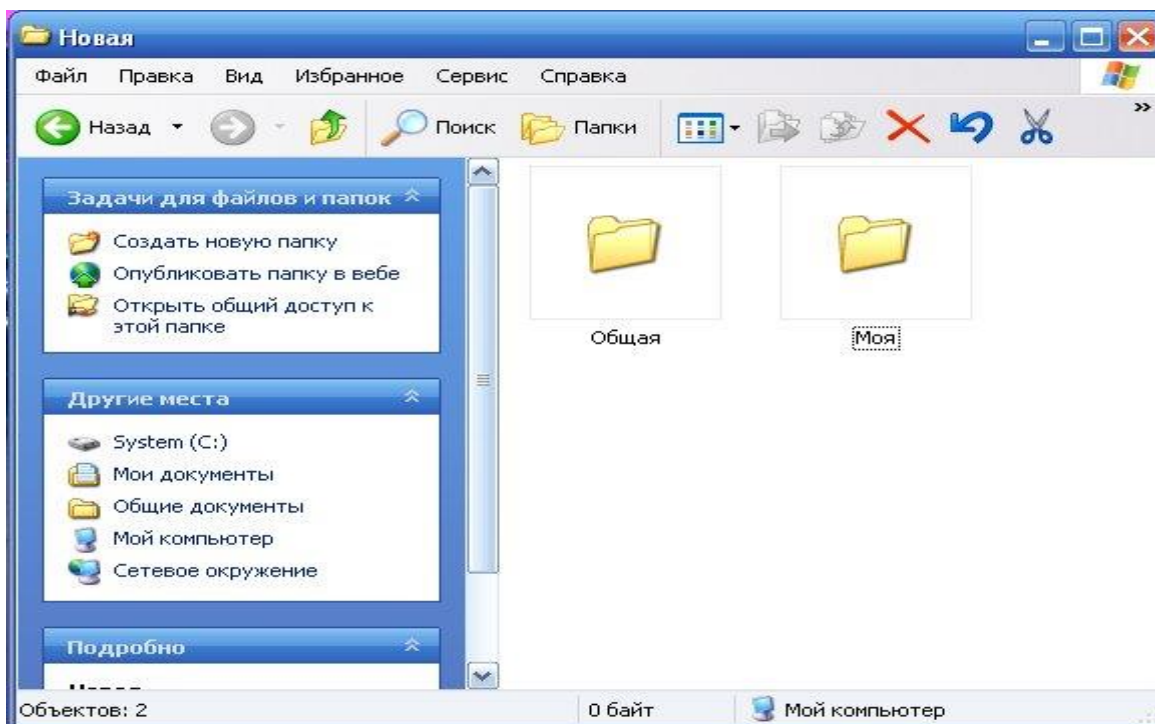 Новая
Файл Правка Вид Избранное Сервис Справка
Назад Поиск Папки »
Задачи для файлов и папок
Создать новую папку
Опубликовать папку в вебе
Открыть общий доступ к
этой папке
Другие места
System (C:)
Мои документы
Общие документы
Мой компьютер
Сетевое окружение
Подробно
Общая Моя
Объектов: 2 0 байт Мой компьютер